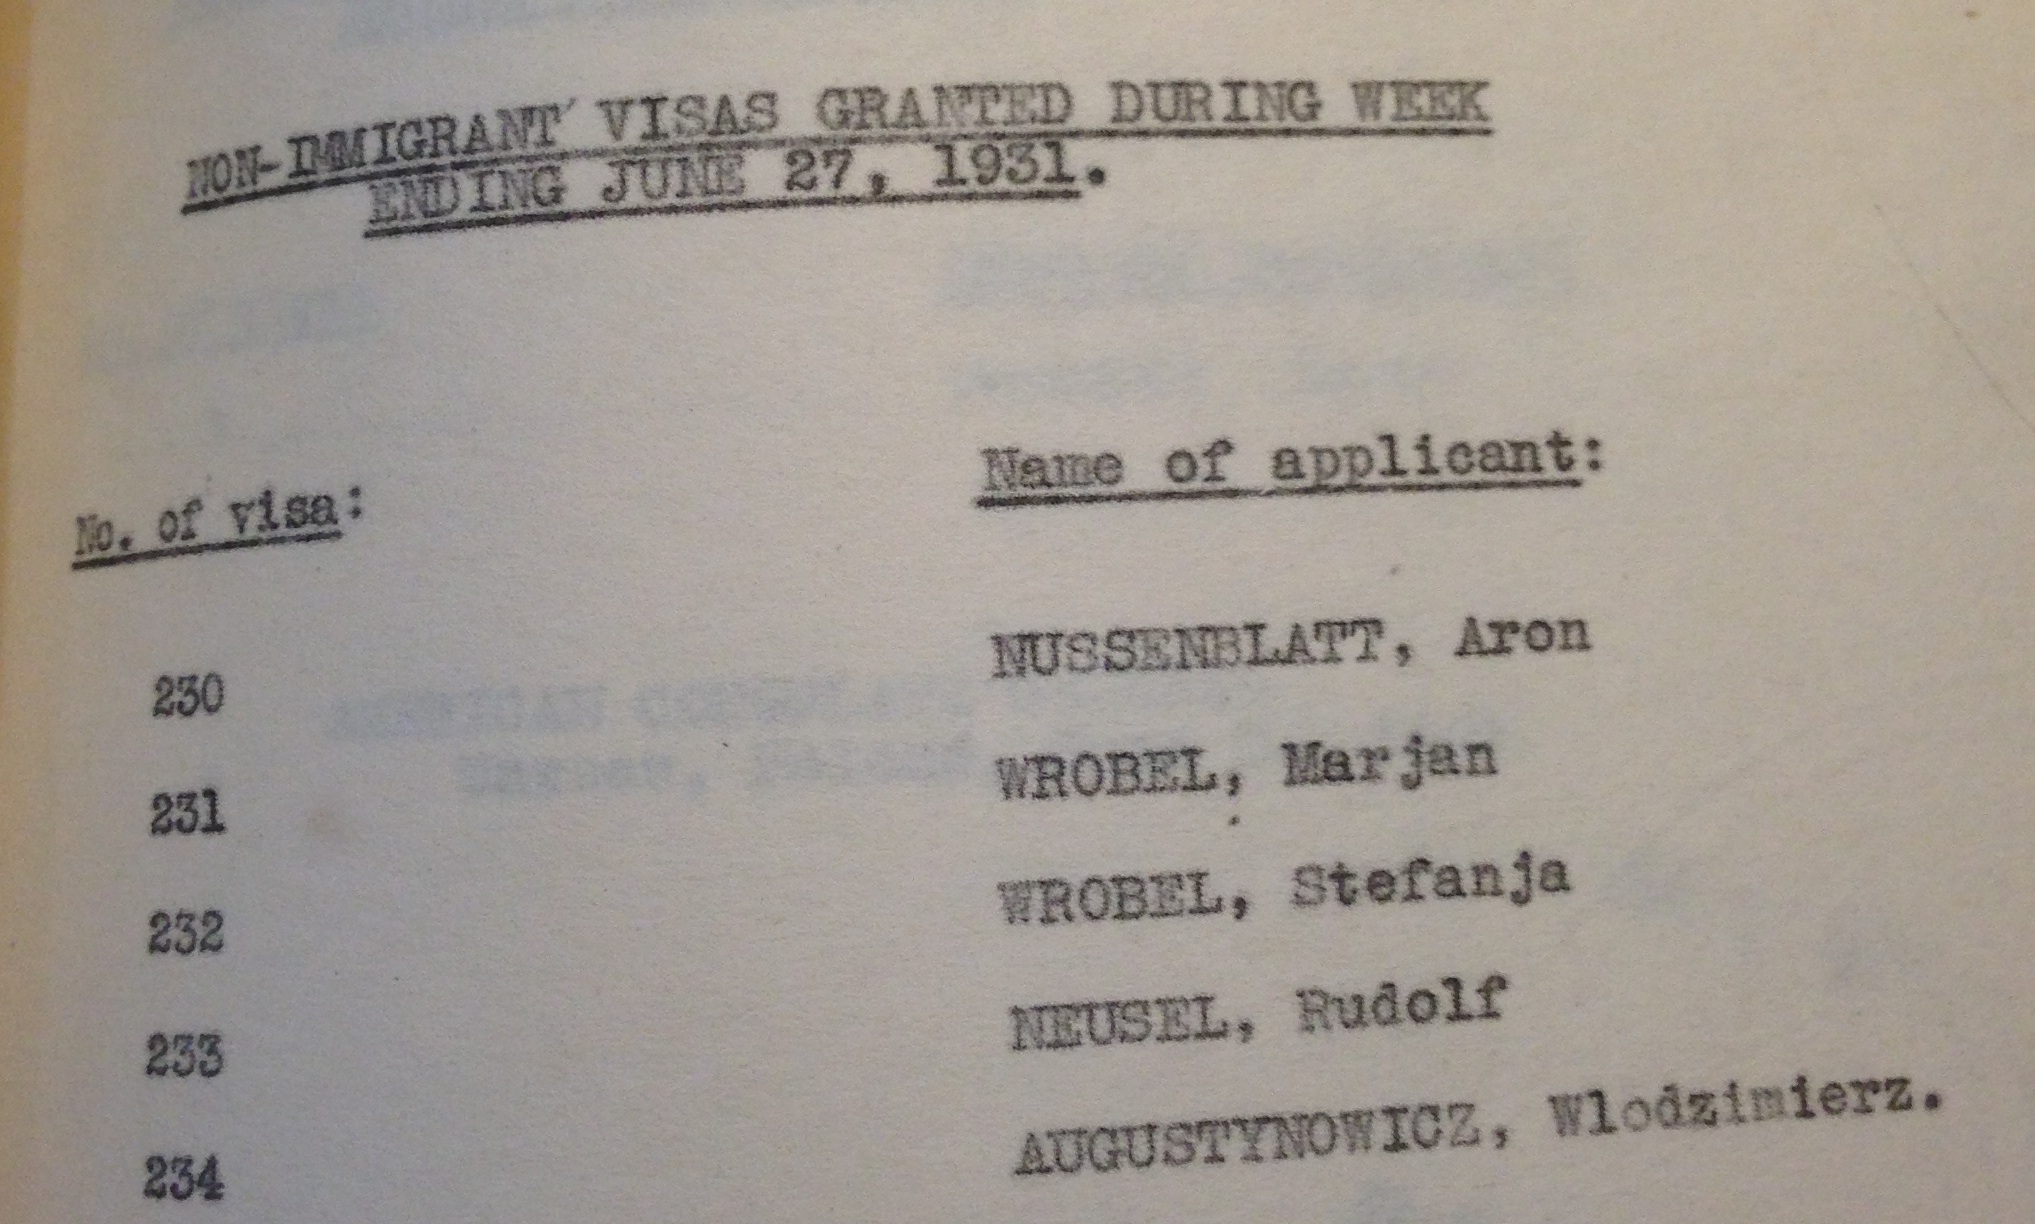 NON-IMMIGRANT VISAS GRANTED DURING WEEK
ENDING JUNE 27, 1931.
No. of visa: Name of applicant:
230 NUSSENBLATT, Aron
231 WROBEL, Marjan
232 WROBEL, Stefanja
233 NEUSEL, Rudolf
234 AUGUSTYNOWICZ, Wlodzimierz.